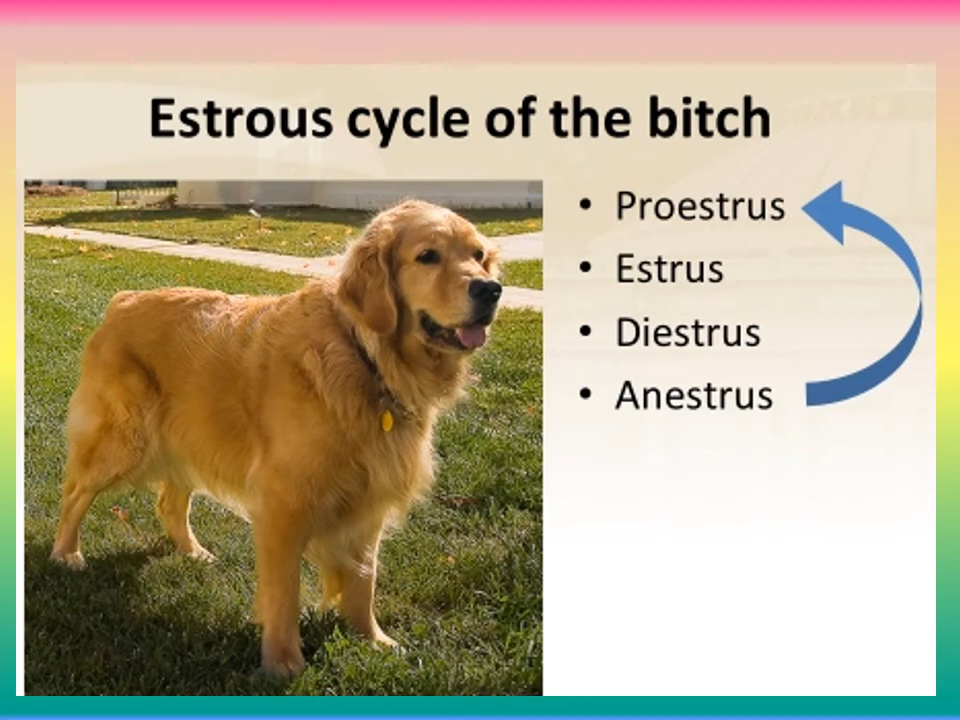 Estrous cycle of the bitch
• Proestrus
• Estrus
• Diestrus
• Anestrus